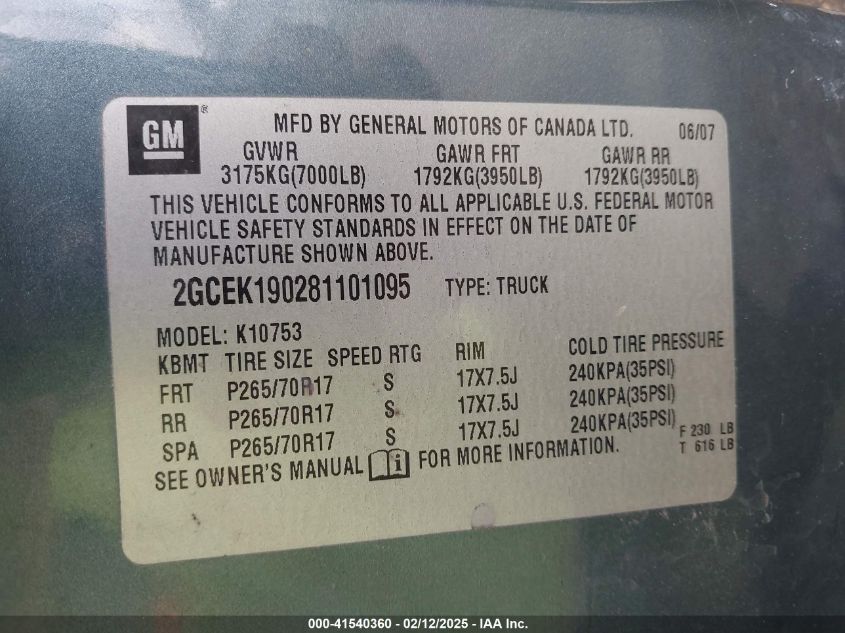 GM ®
MFD BY GENERAL MOTORS OF CANADA LTD. 06/07
GVWR GAWR FRT GAWR RR
3175KG(7000LB) 1792KG(3950LB) 1792KG(3950LB)
THIS VEHICLE CONFORMS TO ALL APPLICABLE U.S. FEDERAL MOTOR
VEHICLE SAFETY STANDARDS IN EFFECT ON THE DATE OF
MANUFACTURE SHOWN ABOVE.
2GCEK190281101095 TYPE: TRUCK
MODEL: K10753
KBMT TIRE SIZE SPEED RTG RIM COLD TIRE PRESSURE
FRT P265/70R17 S 17X7.5J 240KPA(35PSI)
RR P265/70R17 S 17X7.5J 240KPA(35PSI)
SPA P265/70R17 S 17X7.5J 240KPA(35PSI) F 230 LB
T 616 LB
SEE OWNER'S MANUAL i FOR MORE INFORMATION.
000-41540360 - 02/12/2025 - IAA Inc.